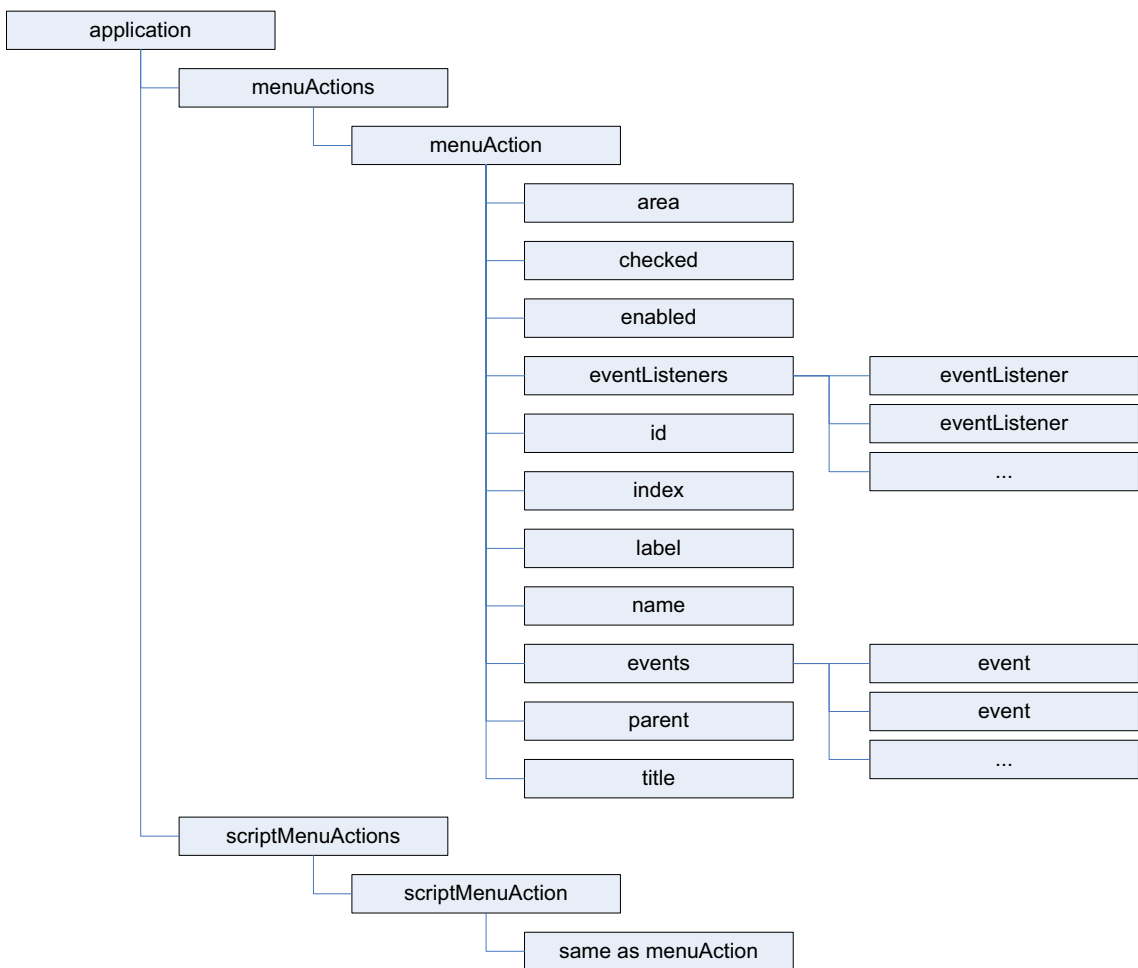 application
menuActions
menuAction
area
checked
enabled
eventListeners
eventListener
eventListener
...
id
index
label
name
events
event
event
...
parent
title
scriptMenuActions
scriptMenuAction
same as menuAction